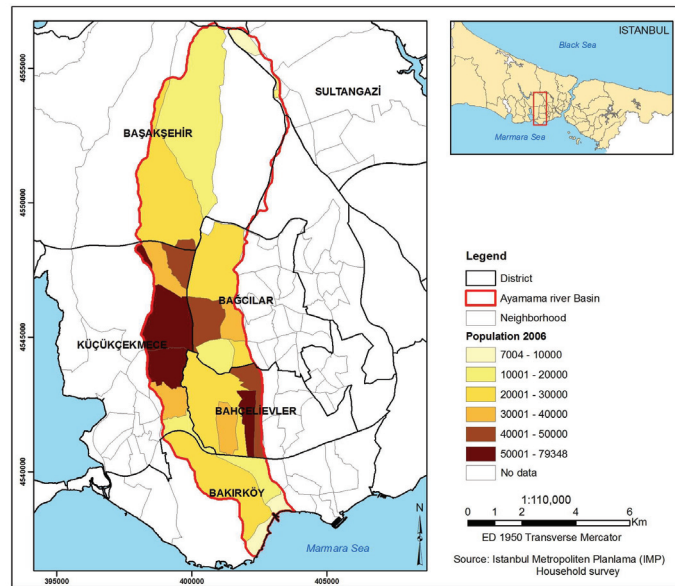 4555000
4550000
4545000
4540000
395000
400000
405000
BAŞAKŞEHİR
SULTANGAZİ
BAĞCILAR
KÜÇÜKÇEKMECE
BAHÇELİEVLER
BAKIRKÖY
Marmara Sea
N
ISTANBUL
Black Sea
Marmara Sea
Legend
District
Ayamama river Basin
Neighborhood
Population 2006
7004 - 10000
10001 - 20000
20001 - 30000
30001 - 40000
40001 - 50000
50001 - 79348
No data
1:110,000
0 2 4 6
Km
ED 1950 Transverse Mercator
Source: Istanbul Metropoliten Planlama (IMP)
Household survey